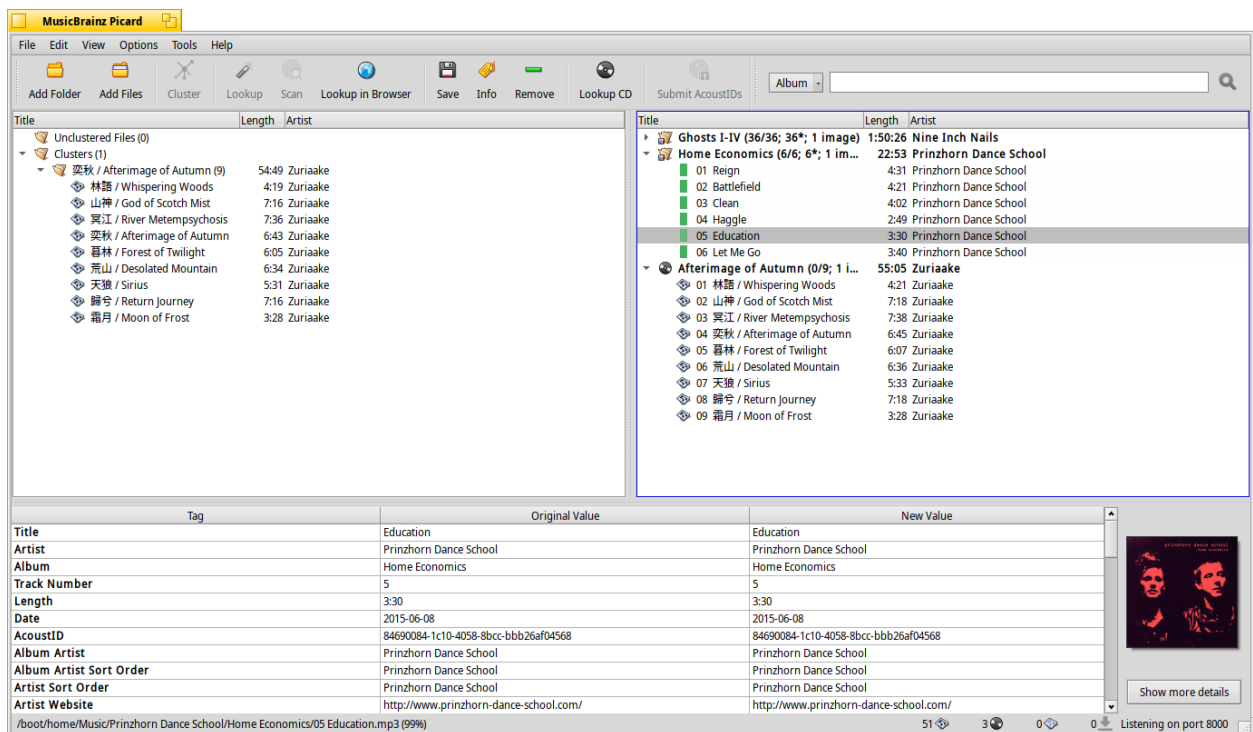 MusicBrainz Picard
File Edit View Options Tools Help
Add Folder Add Files Cluster Lookup Scan Lookup in Browser Save Info Remove Lookup CD Submit AcoustIDs Album
Title Length Artist
Unclustered Files (0)
Clusters (1)
奕秋 / Afterimage of Autumn (9) 54:49 Zuriaake
林語 / Whispering Woods 4:19 Zuriaake
山神 / God of Scotch Mist 7:16 Zuriaake
冥江 / River Metempsychosis 7:36 Zuriaake
奕秋 / Afterimage of Autumn 6:43 Zuriaake
暮林 / Forest of Twilight 6:05 Zuriaake
荒山 / Desolated Mountain 6:34 Zuriaake
天狼 / Sirius 5:31 Zuriaake
歸兮 / Return Journey 7:16 Zuriaake
霜月 / Moon of Frost 3:28 Zuriaake
Title Length Artist
Ghosts I-IV (36/36; 36*; 1 image) 1:50:26 Nine Inch Nails
Home Economics (6/6; 6*; 1 im... 22:53 Prinzhorn Dance School
01 Reign 4:31 Prinzhorn Dance School
02 Battlefield 4:21 Prinzhorn Dance School
03 Clean 4:02 Prinzhorn Dance School
04 Haggle 2:49 Prinzhorn Dance School
05 Education 3:30 Prinzhorn Dance School
06 Let Me Go 3:40 Prinzhorn Dance School
Afterimage of Autumn (0/9; 1 i... 55:05 Zuriaake
01 林語 / Whispering Woods 4:21 Zuriaake
02 山神 / God of Scotch Mist 7:18 Zuriaake
03 冥江 / River Metempsychosis 7:38 Zuriaake
04 奕秋 / Afterimage of Autumn 6:45 Zuriaake
05 暮林 / Forest of Twilight 6:07 Zuriaake
06 荒山 / Desolated Mountain 6:36 Zuriaake
07 天狼 / Sirius 5:33 Zuriaake
08 歸兮 / Return Journey 7:18 Zuriaake
09 霜月 / Moon of Frost 3:28 Zuriaake
Tag Original Value New Value
Title Education Education
Artist Prinzhorn Dance School Prinzhorn Dance School
Album Home Economics Home Economics
Track Number 5 5
Length 3:30 3:30
Date 2015-06-08 2015-06-08
AcoustID 84690084-1c10-4058-8bcc-bbb26af04568 84690084-1c10-4058-8bcc-bbb26af04568
Album Artist Prinzhorn Dance School Prinzhorn Dance School
Album Artist Sort Order Prinzhorn Dance School Prinzhorn Dance School
Artist Sort Order Prinzhorn Dance School Prinzhorn Dance School
Artist Website http://www.prinzhorn-dance-school.com/ http://www.prinzhorn-dance-school.com/
prinzhorn dance school
home economics
Show more details
/boot/home/Music/Prinzhorn Dance School/Home Economics/05 Education.mp3 (99%) 51 3 0 0 Listening on port 8000